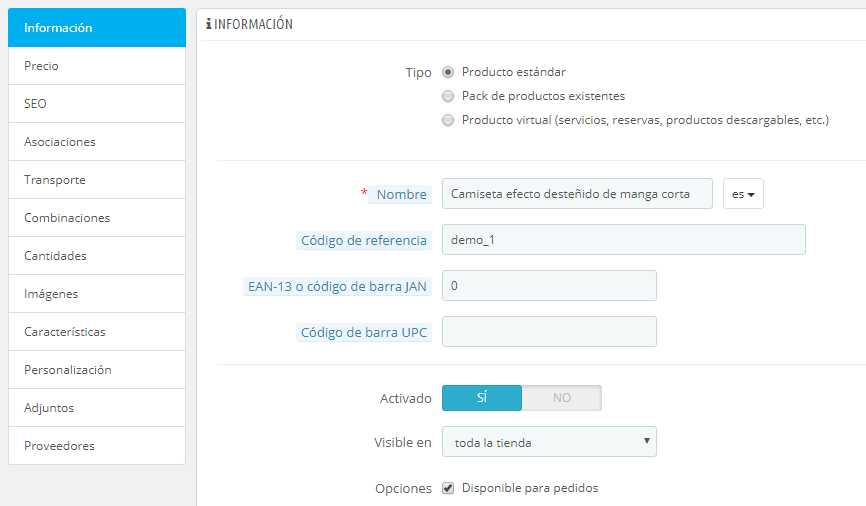 Información
Precio
SEO
Asociaciones
Transporte
Combinaciones
Cantidades
Imágenes
Características
Personalización
Adjuntos
Proveedores
INFORMACIÓN
Tipo
Producto estándar
Pack de productos existentes
Producto virtual (servicios, reservas, productos descargables, etc.)
* Nombre
Camiseta efecto desteñido de manga corta
es
Código de referencia
demo_1
EAN-13 o código de barra JAN
0
Código de barra UPC
Activado
SÍ
NO
Visible en
toda la tienda
Opciones
Disponible para pedidos